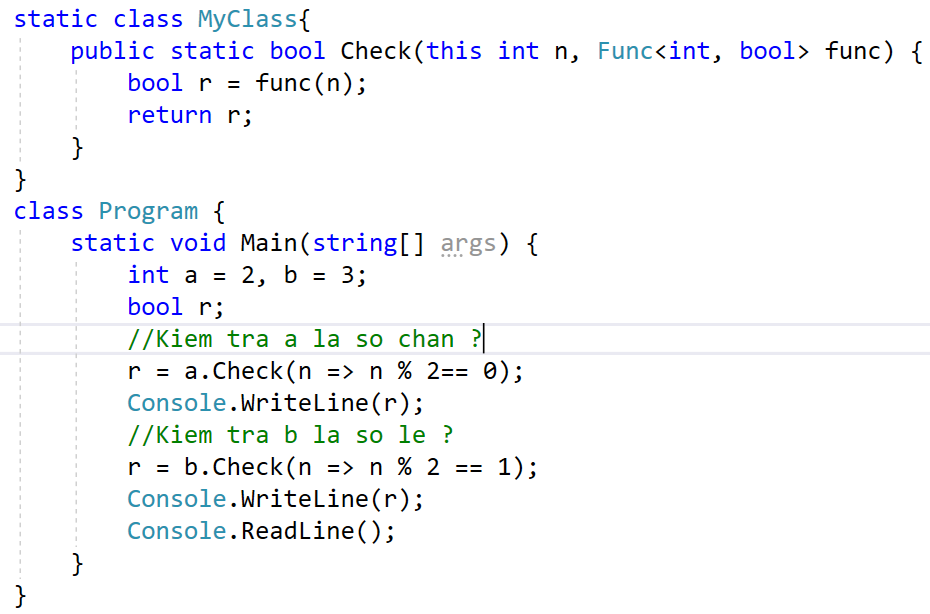 static class MyClass{
    public static bool Check(this int n, Func<int, bool> func) {
        bool r = func(n);
        return r;
    }
}
class Program {
    static void Main(string[] args) {
        int a = 2, b = 3;
        bool r;
        //Kiem tra a la so chan ?
        r = a.Check(n => n % 2== 0);
        Console.WriteLine(r);
        //Kiem tra b la so le ?
        r = b.Check(n => n % 2 == 1);
        Console.WriteLine(r);
        Console.ReadLine();
    }
}